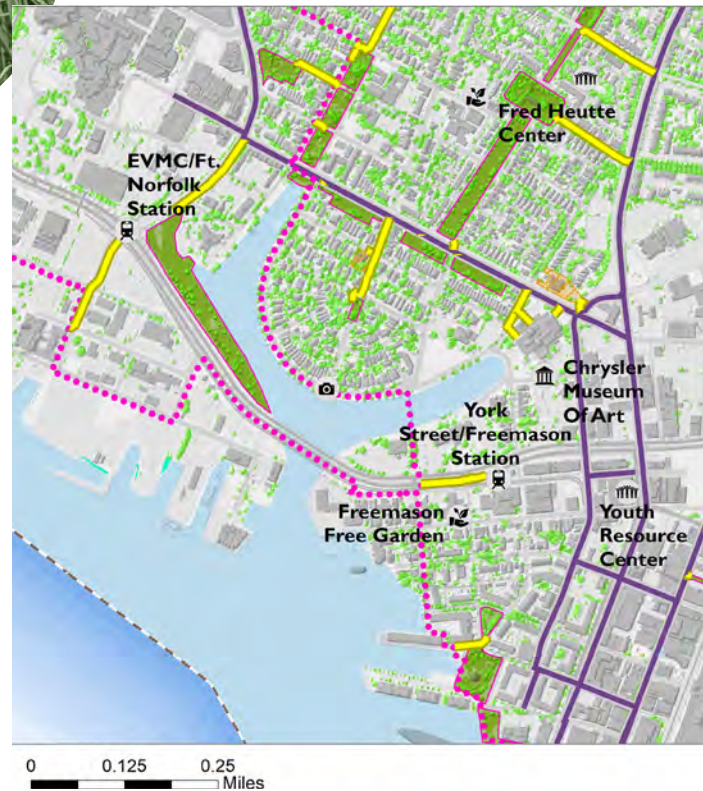 Fred Heutte
Center
EVMC/Ft.
Norfolk
Station
Chrysler
Museum
Of Art
York
Street/Freemason
Station
Freemason
Free Garden
Youth
Resource
Center
0 0.125 0.25
Miles